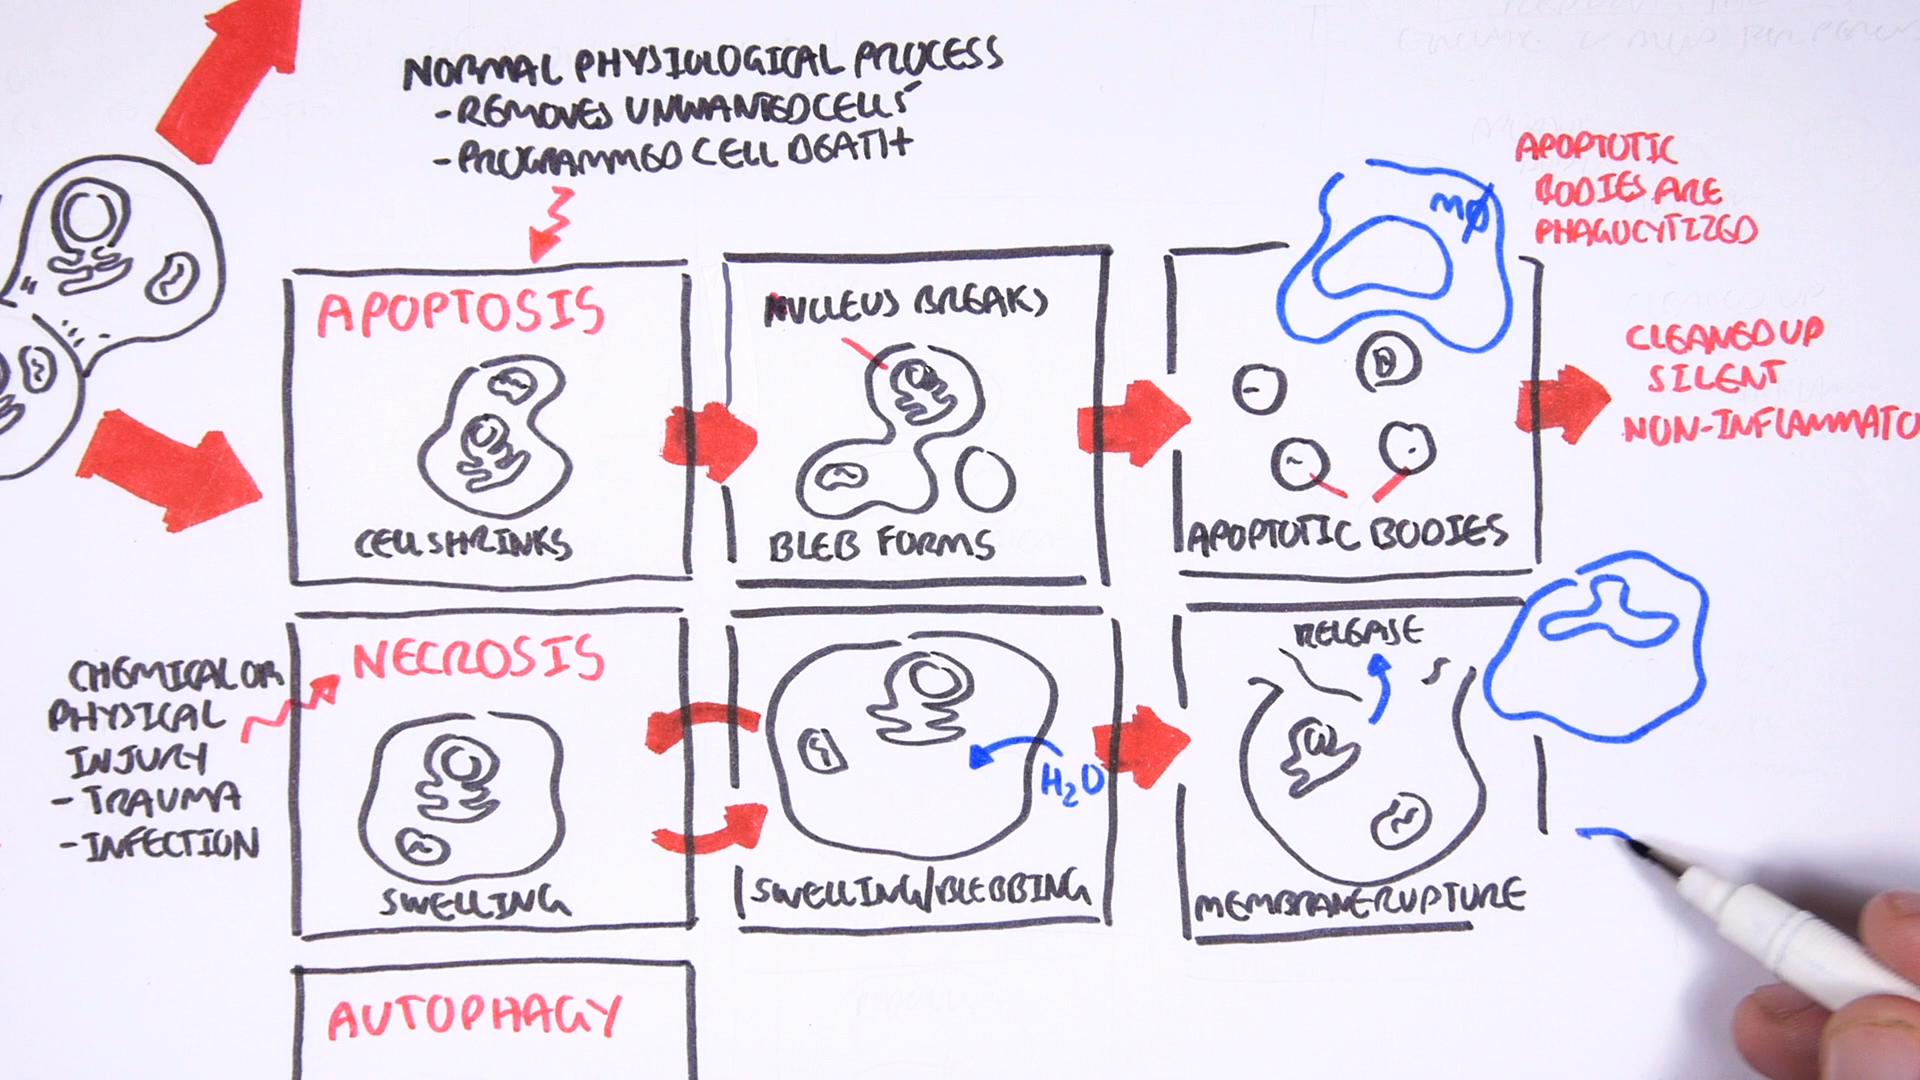 NORMAL PHYSIOLOGICAL PROCESS
- REMOVES UNWANTED CELLS
- PROGRAMMED CELL DEATH
APOPTOTIC
BODIES ARE
PHAGOCYTIZED
MØ
APOPTOSIS
CELL SHRINKS
NUCLEUS BREAKS
BLEB FORMS
APOPTOTIC BODIES
CLEANED UP
SILENT
NON-INFLAMMATO
CHEMICAL OR
PHYSICAL
INJURY
- TRAUMA
- INFECTION
NECROSIS
SWELLING
H2O
SWELLING/BLEBBING
RELEASE
MEMBRANE RUPTURE
AUTOPHAGY